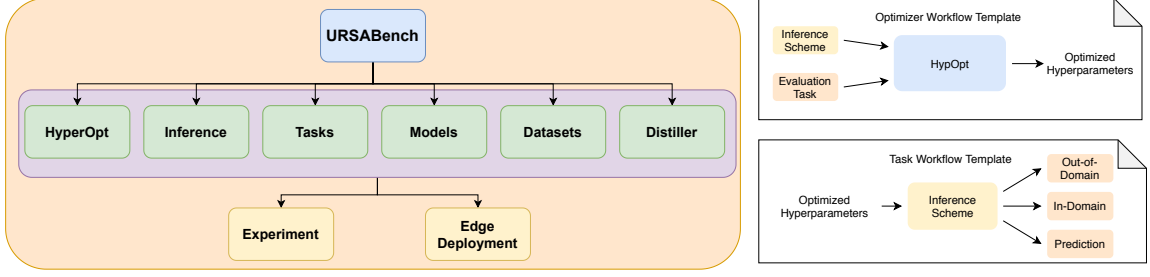 URSABench
HyperOpt
Inference
Tasks
Models
Datasets
Distiller
Experiment
Edge
Deployment
Optimizer Workflow Template
Inference
Scheme
Evaluation
Task
HypOpt
Optimized
Hyperparameters
Task Workflow Template
Optimized
Hyperparameters
Inference
Scheme
Out-of-
Domain
In-Domain
Prediction